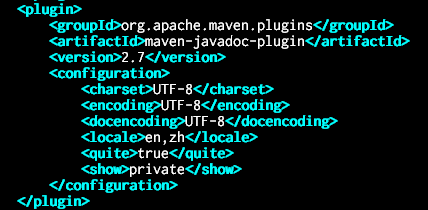 <plugin>
<groupId>org.apache.maven.plugins</groupId>
<artifactId>maven-javadoc-plugin</artifactId>
<version>2.7</version>
<configuration>
<charset>UTF-8</charset>
<encoding>UTF-8</encoding>
<docencoding>UTF-8</docencoding>
<locale>en,zh</locale>
<quite>true</quite>
<show>private</show>
</configuration>
</plugin>